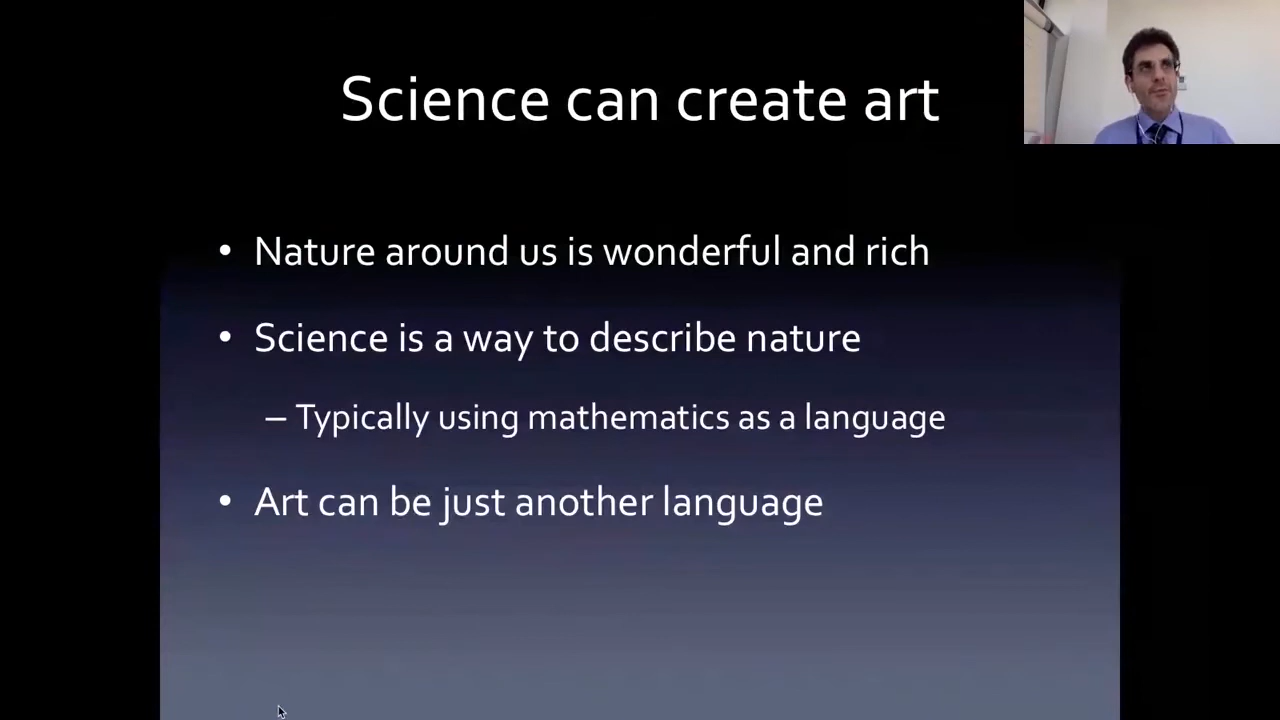 Science can create art
• Nature around us is wonderful and rich
• Science is a way to describe nature
– Typically using mathematics as a language
• Art can be just another language